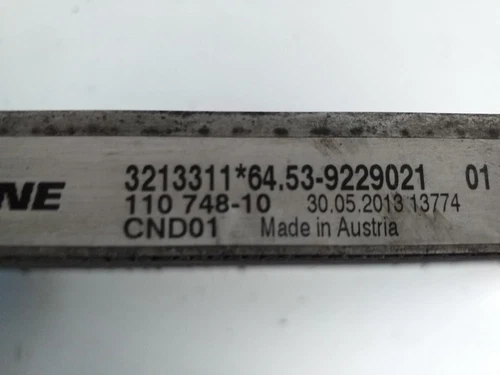 NE 3213311*64.53-9229021 01
110 748-10 30.05.2013 13774
CND01 Made in Austria